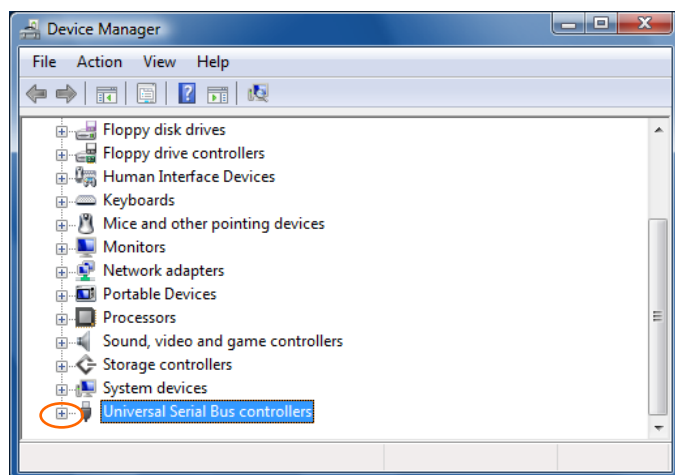 Device Manager
File Action View Help
Floppy disk drives
Floppy drive controllers
Human Interface Devices
Keyboards
Mice and other pointing devices
Monitors
Network adapters
Portable Devices
Processors
Sound, video and game controllers
Storage controllers
System devices
Universal Serial Bus controllers